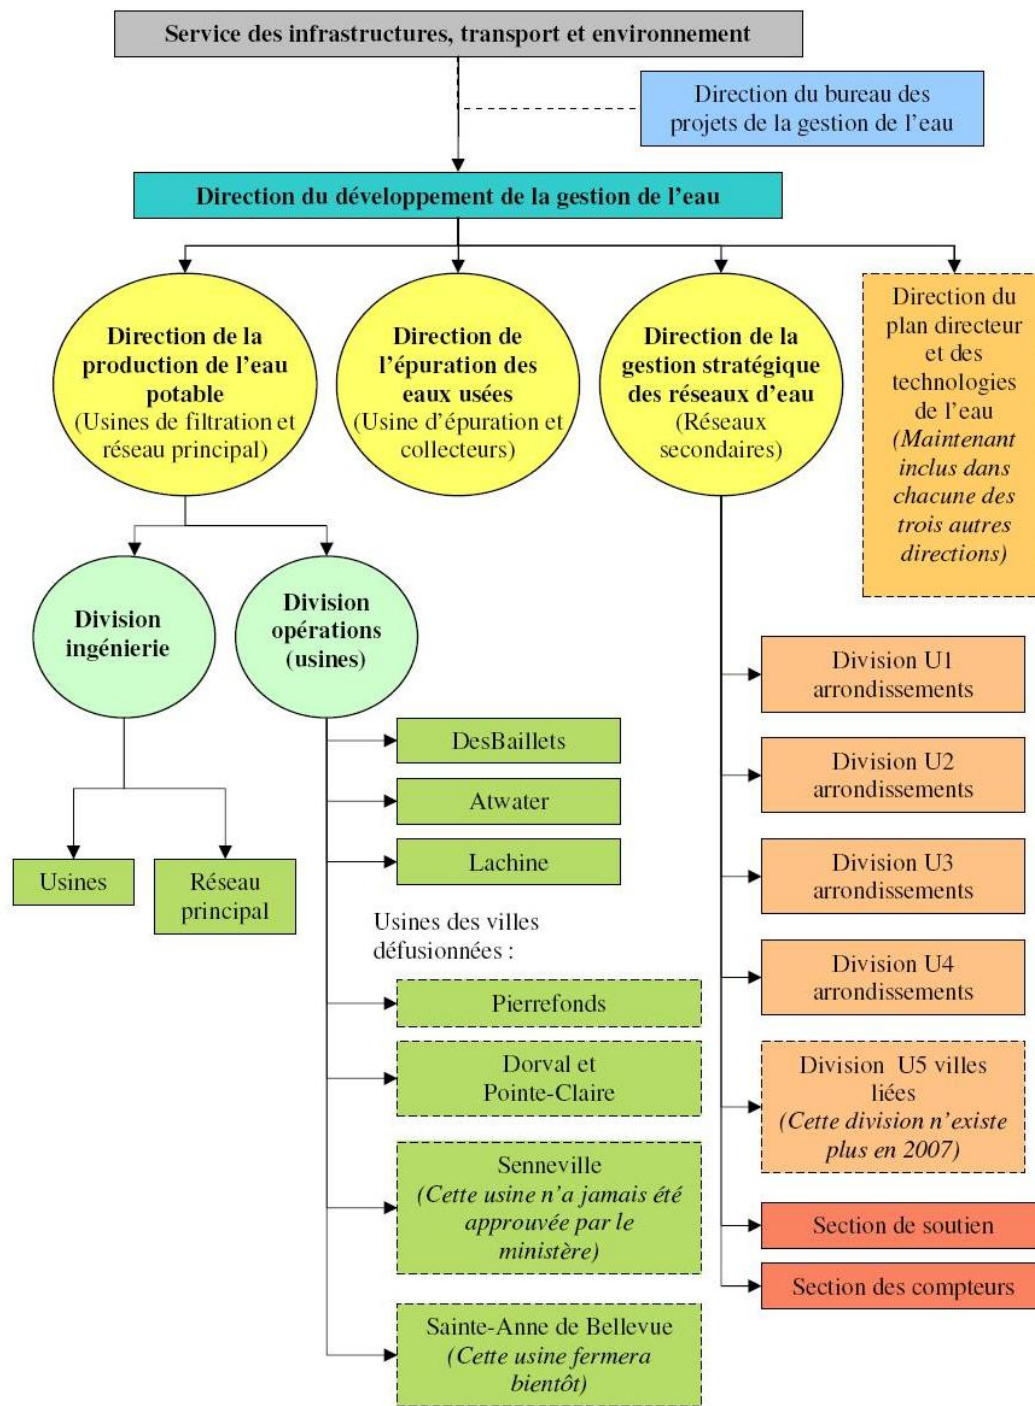 Service des infrastructures, transport et environnement
Direction du bureau des
projets de la gestion de l'eau
Direction du développement de la gestion de l'eau
Direction de la
production de l'eau
potable
(Usines de filtration et
réseau principal)
Direction de
l'épuration des
eaux usées
(Usine d'épuration et
collecteurs)
Direction de la
gestion stratégique
des réseaux d'eau
(Réseaux
secondaires)
Direction du
plan directeur
et des
technologies
de l'eau
(Maintenant
inclus dans
chacune des
trois autres
directions)
Division
ingénierie
Division
opérations
(usines)
Usines
Réseau
principal
DesBaillets
Atwater
Lachine
Usines des villes
défusionnées :
Pierrefonds
Dorval et
Pointe-Claire
Senneville
(Cette usine n'a jamais été
approuvée par le
ministère)
Sainte-Anne de Bellevue
(Cette usine fermera
bientôt)
Division U1
arrondissements
Division U2
arrondissements
Division U3
arrondissements
Division U4
arrondissements
Division U5 villes
liées
(Cette division n'existe
plus en 2007)
Section de soutien
Section des compteurs